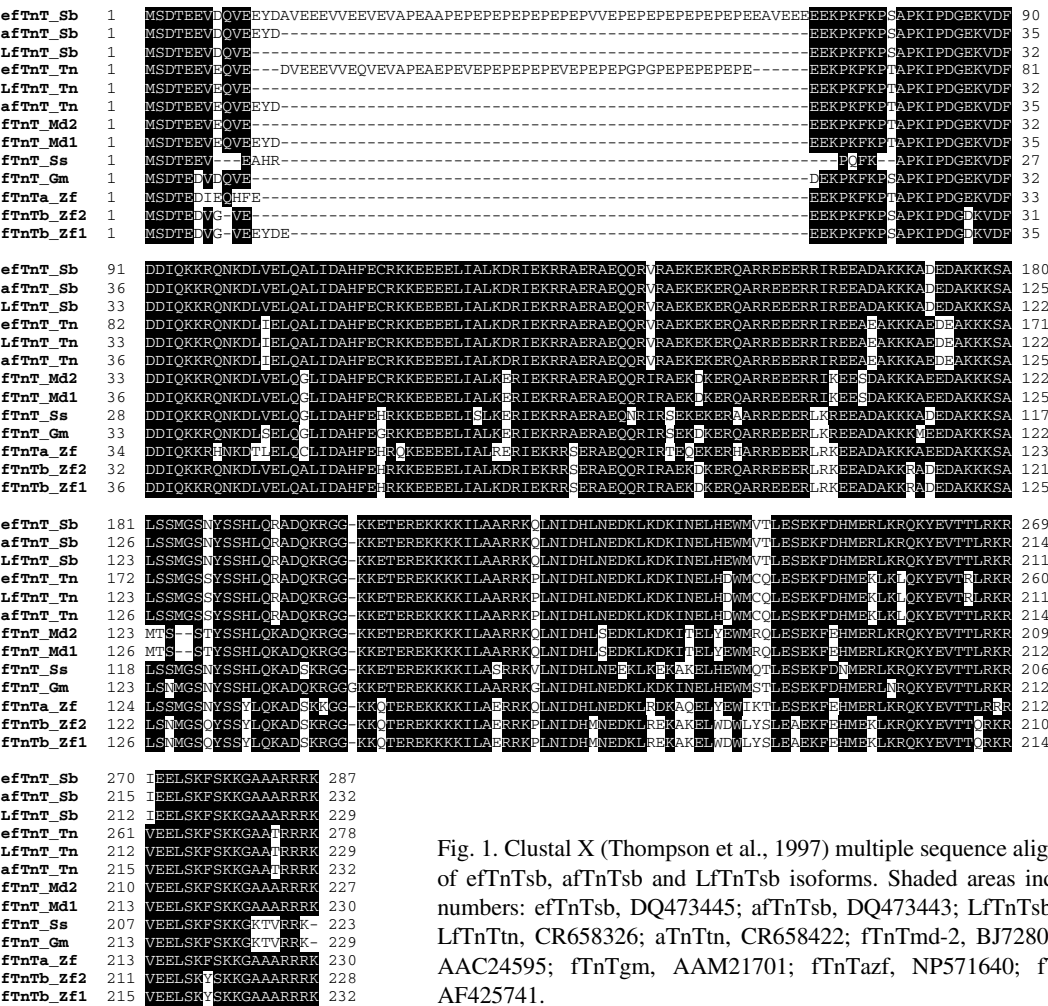 efTnT_Sb 1 MSDTEEVDQVEEYDAVEEEVVEEVEVAPEAAPEPEPEPEPEPEPVVEPEPEPEPEPEPEPEPEEAVEEEEEKPKFKPSAPKIPDGEKVDF 90
afTnT_Sb 1 MSDTEEVDQVEEYD-------------------------------------------------------EEKPKFKPSAPKIPDGEKVDF 35
LfTnT_Sb 1 MSDTEEVDQVE----------------------------------------------------------EEKPKFKPSAPKIPDGEKVDF 32
efTnT_Tn 1 MSDTEEVEQVE---DVEEEVVEQVEVAPEAEPEVEPEPEPEPEVEPEPEPGPGPEPEPEPEPE------EEKPKFKPTAPKIPDGEKVDF 81
LfTnT_Tn 1 MSDTEEVEQVE----------------------------------------------------------EEKPKFKPTAPKIPDGEKVDF 32
afTnT_Tn 1 MSDTEEVEQVEEYD-------------------------------------------------------EEKPKFKPTAPKIPDGEKVDF 35
fTnT_Md2 1 MSDTEEVEQVE----------------------------------------------------------EEKPKFKPTAPKIPDGEKVDF 32
fTnT_Md1 1 MSDTEEVEQVEEYD-------------------------------------------------------EEKPKFKPTAPKIPDGEKVDF 35
fTnT_Ss 1 MSDTEEV---EAHR----------------------------------------------------------PQFK--APKIPDGEKVDF 27
fTnT_Gm 1 MSDTEDVDQVE----------------------------------------------------------DEKPKFKPSAPKIPDGEKVDF 32
fTnTa_Zf 1 MSDTEDIEQHFE---------------------------------------------------------EEKPKFKPSAPKIPDGEKVDF 33
fTnTb_Zf2 1 MSDTEDVG-VE----------------------------------------------------------EEKPKFKPSAPKIPDGDKVDF 31
fTnTb_Zf1 1 MSDTEDVG-VEEYDE------------------------------------------------------EEKPKFKPSAPKIPDGDKVDF 35
efTnT_Sb 91 DDIQKKRQNKDLVELQALIDAHFECRKKEEEELIALKDRIEKRRAERAEQQRVRAEKEKERQARREEERRIREEADAKKKADEDAKKKSA 180
afTnT_Sb 36 DDIQKKRQNKDLVELQALIDAHFECRKKEEEELIALKDRIEKRRAERAEQQRVRAEKEKERQARREEERRIREEADAKKKADEDAKKKSA 125
LfTnT_Sb 33 DDIQKKRQNKDLVELQALIDAHFECRKKEEEELIALKDRIEKRRAERAEQQRVRAEKEKERQARREEERRIREEADAKKKADEDAKKKSA 122
efTnT_Tn 82 DDIQKKRQNKDLIELQALIDAHFECRKKEEEELIALKDRIEKRRAERAEQQRVRAEKEKERQARREEERRIREEAEAKKKAEDEAKKKSA 171
LfTnT_Tn 33 DDIQKKRQNKDLIELQALIDAHFECRKKEEEELIALKDRIEKRRAERAEQQRVRAEKEKERQARREEERRIREEAEAKKKAEDEAKKKSA 122
afTnT_Tn 36 DDIQKKRQNKDLIELQALIDAHFECRKKEEEELIALKDRIEKRRAERAEQQRVRAEKEKERQARREEERRIREEAEAKKKAEDEAKKKSA 125
fTnT_Md2 33 DDIQKKRQNKDLVELQGLIDAHFECRKKEEEELIALKERIEKRRAERAEQQRIRAEKDKERQARREEERRIKEESDAKKKAEEDAKKKSA 122
fTnT_Md1 36 DDIQKKRQNKDLVELQGLIDAHFECRKKEEEELIALKERIEKRRAERAEQQRIRAEKDKERQARREEERRIKEESDAKKKAEEDAKKKSA 125
fTnT_Ss 28 DDIQKKRQNKDLVELQGLIDAHFEHRKKEEEELISLKERIEKRRAERAEQNRIRSEKEKERAARREEERLKREEADAKKKADEDAKKKSA 117
fTnT_Gm 33 DDIQKKRQNKDLSELQGLIDAHFEGRKKEEEELIALKERIEKRRAERAEQQRIRSEKDKERQARREEERLKREEADAKKKMEEDAKKKSA 122
fTnTa_Zf 34 DDIQKKRHNKDTLELQCLIDAHFEHRQKEEEELIALRERIEKRRSERAEQQRIRTEQEKERHARREEERLRKEEADAKKKAEEDAKKKSA 123
fTnTb_Zf2 32 DDIQKKRQNKDLVELQALIDAHFEHRKKEEEELIALKERIEKRRSERAEQQRIRAEKDKERQARREEERLRKEEADAKKRADEDAKKKSA 121
fTnTb_Zf1 36 DDIQKKRQNKDLVELQALIDAHFEHRKKEEEELIALKERIEKRRSERAEQQRIRAEKDKERQARREEERLRKEEADAKKRADEDAKKKSA 125
efTnT_Sb 181 LSSMGSNYSSHLQRADQKRGG-KKETEREKKKKILAARRKQLNIDHLNEDKLKDKINELHEWMVTLESEKFDHMERLKRQKYEVTTLRKR 269
afTnT_Sb 126 LSSMGSNYSSHLQRADQKRGG-KKETEREKKKKILAARRKQLNIDHLNEDKLKDKINELHEWMVTLESEKFDHMERLKRQKYEVTTLRKR 214
LfTnT_Sb 123 LSSMGSNYSSHLQRADQKRGG-KKETEREKKKKILAARRKQLNIDHLNEDKLKDKINELHEWMVTLESEKFDHMERLKRQKYEVTTLRKR 211
efTnT_Tn 172 LSSMGSSYSSHLQRADQKRGG-KKETEREKKKKILAARRKPLNIDHLNEDKLKDKINELHDWMCQLESEKFDHMEKLKLQKYEVTRLRKR 260
LfTnT_Tn 123 LSSMGSSYSSHLQRADQKRGG-KKETEREKKKKILAARRKPLNIDHLNEDKLKDKINELHDWMCQLESEKFDHMEKLKLQKYEVTRLRKR 211
afTnT_Tn 126 LSSMGSSYSSHLQRADQKRGG-KKETEREKKKKILAARRKPLNIDHLNEDKLKDKINELHDWMCQLESEKFDHMEKLKLQKYEVTTLRKR 214
fTnT_Md2 123 MTS--STYSSHLQKADQKRGG-KKETEREKKKKILAARRKQLNIDHLSEDKLKDKITELYEWMRQLESEKFEHMERLKRQKYEVTTLRKR 209
fTnT_Md1 126 MTS--STYSSHLQKADQKRGG-KKETEREKKKKILAARRKQLNIDHLSEDKLKDKITELYEWMRQLESEKFEHMERLKRQKYEVTTLRKR 212
fTnT_Ss 118 LSSMGSNYSSHLQKADSKRGG-KKETEREKKKKILASRRKVLNIDHLNEEKLKEKAKELHEWMQTLESEKFDNMERLKRQKYEVTTLRKR 206
fTnT_Gm 123 LSNMGSNYSSHLQKADQKRGGGKKETEREKKKKILAARRKGLNIDHLNEDKLKDKINELHEWMSTLESEKFDHMERLNRQKYEVTTLRKR 212
fTnTa_Zf 124 LSSMGSNYSSYLQKADSKKGG-KKQTEREKKKKILAERRKQLNIDHLNEDKLRDKAQELYEWIKTLESEKFEHMERLKRQKYEVTTLRRR 212
fTnTb_Zf2 122 LSNMGSQYSSYLQKADSKRGG-KKQTEREKKKKILAERRKPLNIDHMNEDKLREKAKELWDWLYSLEAEKFEHMEKLKRQKYEVTTQRKR 210
fTnTb_Zf1 126 LSNMGSQYSSYLQKADSKRGG-KKQTEREKKKKILAERRKPLNIDHMNEDKLREKAKELWDWLYSLEAEKFEHMEKLKRQKYEVTTQRKR 214
efTnT_Sb 270 IEELSKFSKKGAAARRRK 287
afTnT_Sb 215 IEELSKFSKKGAAARRRK 232
LfTnT_Sb 212 IEELSKFSKKGAAARRRK 229
efTnT_Tn 261 VEELSKFSKKGAATRRRK 278
LfTnT_Tn 212 VEELSKFSKKGAATRRRK 229
afTnT_Tn 215 VEELSKFSKKGAATRRRK 232
fTnT_Md2 210 VEELSKFSKKGAAARRRK 227
fTnT_Md1 213 VEELSKFSKKGAAARRRK 230
fTnT_Ss 207 VEELSKFSKKGKTVRRK- 223
fTnT_Gm 213 VEELSKFSKKGKTVRRK- 229
fTnTa_Zf 213 VEELSKFSKKGAAARRRK 230
fTnTb_Zf2 211 VEELSKYSKKGAAARRRK 228
fTnTb_Zf1 215 VEELSKYSKKGAAARRRK 232
Fig. 1. Clustal X (Thompson et al., 1997) multiple sequence align
of efTnTsb, afTnTsb and LfTnTsb isoforms. Shaded areas ind
numbers: efTnTsb, DQ473445; afTnTsb, DQ473443; LfTnTsb
LfTnTtn, CR658326; aTnTtn, CR658422; fTnTmd-2, BJ7280
AAC24595; fTnTgm, AAM21701; fTnTazf, NP571640; fT
AF425741.